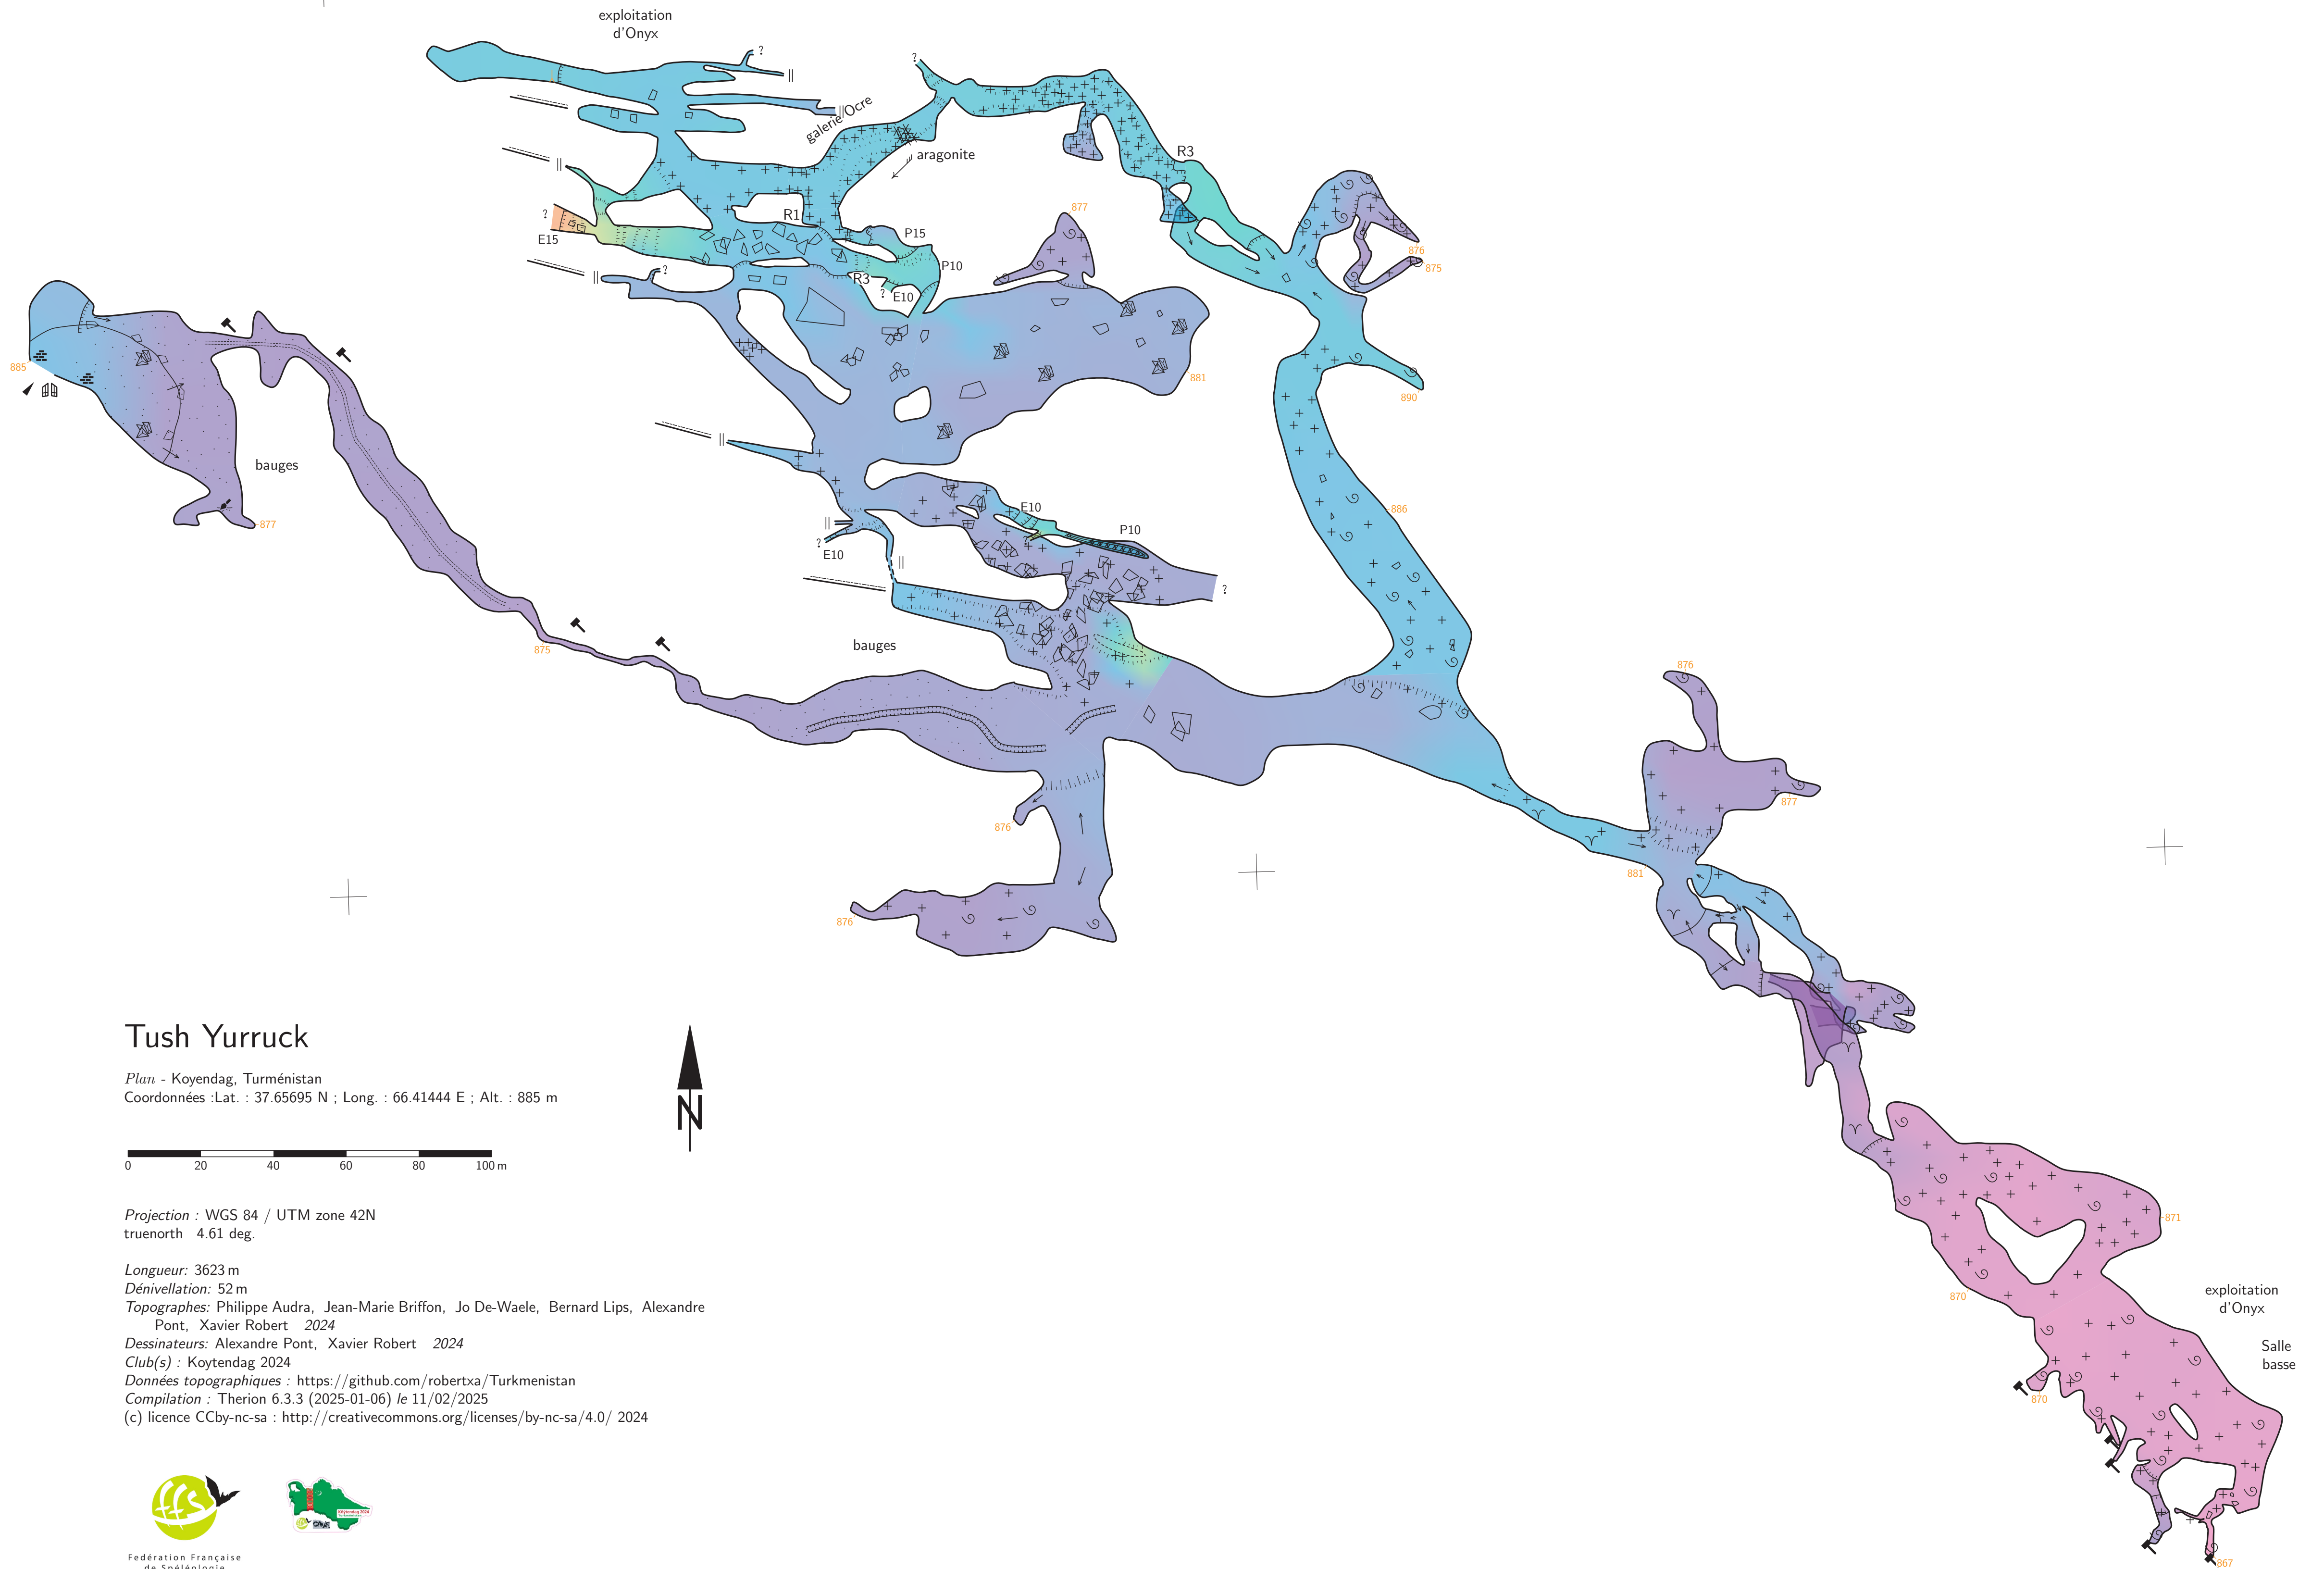 exploitation
d'Onyx
?
||
?
||
galerie Ocre
aragonite
R3
||
?
E15
R1
P15
P10
R3
?
E10
877
876
875
||
?
885
881
890
||
bauges
877
E10
P10
?
886
||
?
E10
||
?
875
bauges
876
877
876
881
876
Tush Yurruck
Plan - Koyendag, Turménistan
Coordonnées :Lat. : 37.65695 N ; Long. : 66.41444 E ; Alt. : 885 m
N
0 20 40 60 80 100 m
Projection : WGS 84 / UTM zone 42N
truenorth 4.61 deg.
Longueur: 3623 m
Dénivellation: 52 m
Topographes: Philippe Audra, Jean-Marie Briffon, Jo De-Waele, Bernard Lips, Alexandre
Pont, Xavier Robert 2024
Dessinateurs: Alexandre Pont, Xavier Robert 2024
Club(s) : Koytendag 2024
Données topographiques : https://github.com/robertxa/Turkmenistan
Compilation : Therion 6.3.3 (2025-01-06) le 11/02/2025
(c) licence CCby-nc-sa : http://creativecommons.org/licenses/by-nc-sa/4.0/ 2024
871
870
exploitation
d'Onyx
Salle
basse
870
867
ffs
Fedération Française
de Spéléologie
Koytendag 2024